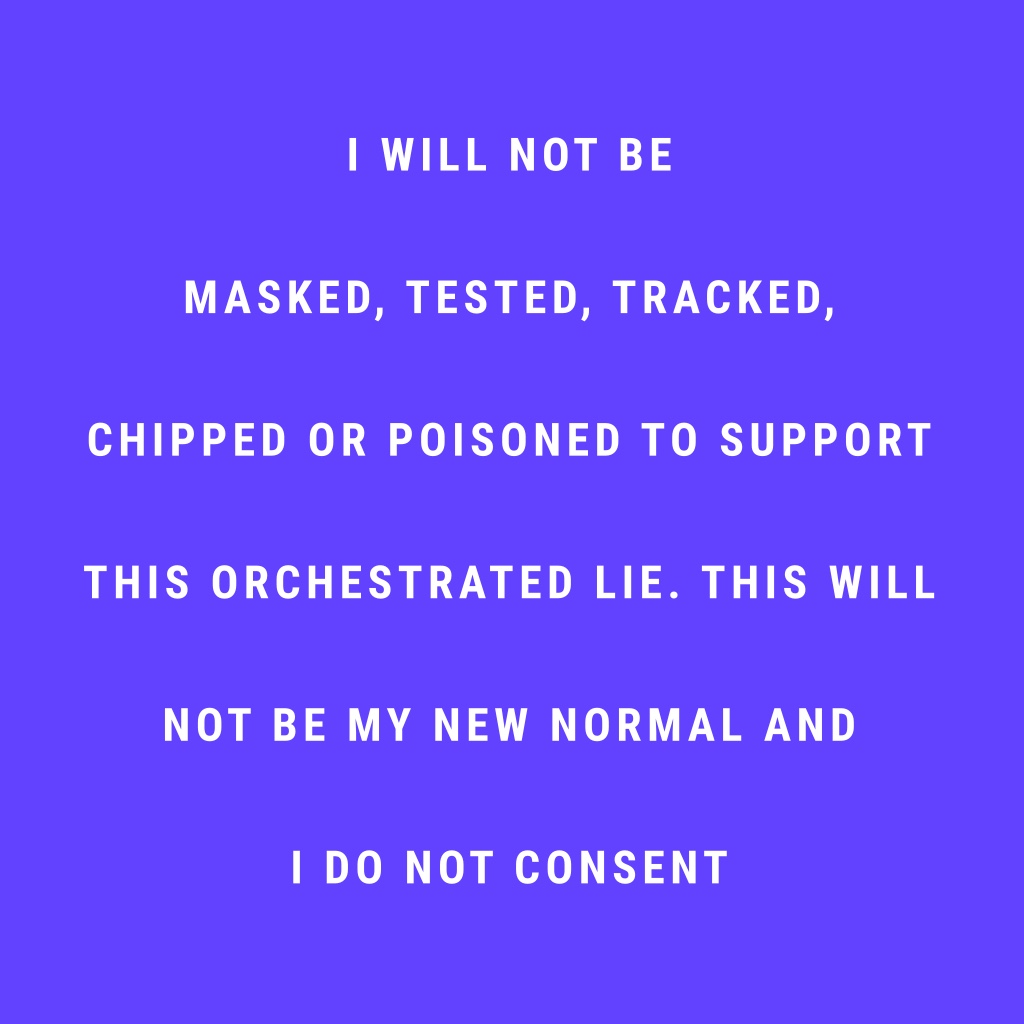 I WILL NOT BE
MASKED, TESTED, TRACKED,
CHIPPED OR POISONED TO SUPPORT
THIS ORCHESTRATED LIE. THIS WILL
NOT BE MY NEW NORMAL AND
I DO NOT CONSENT